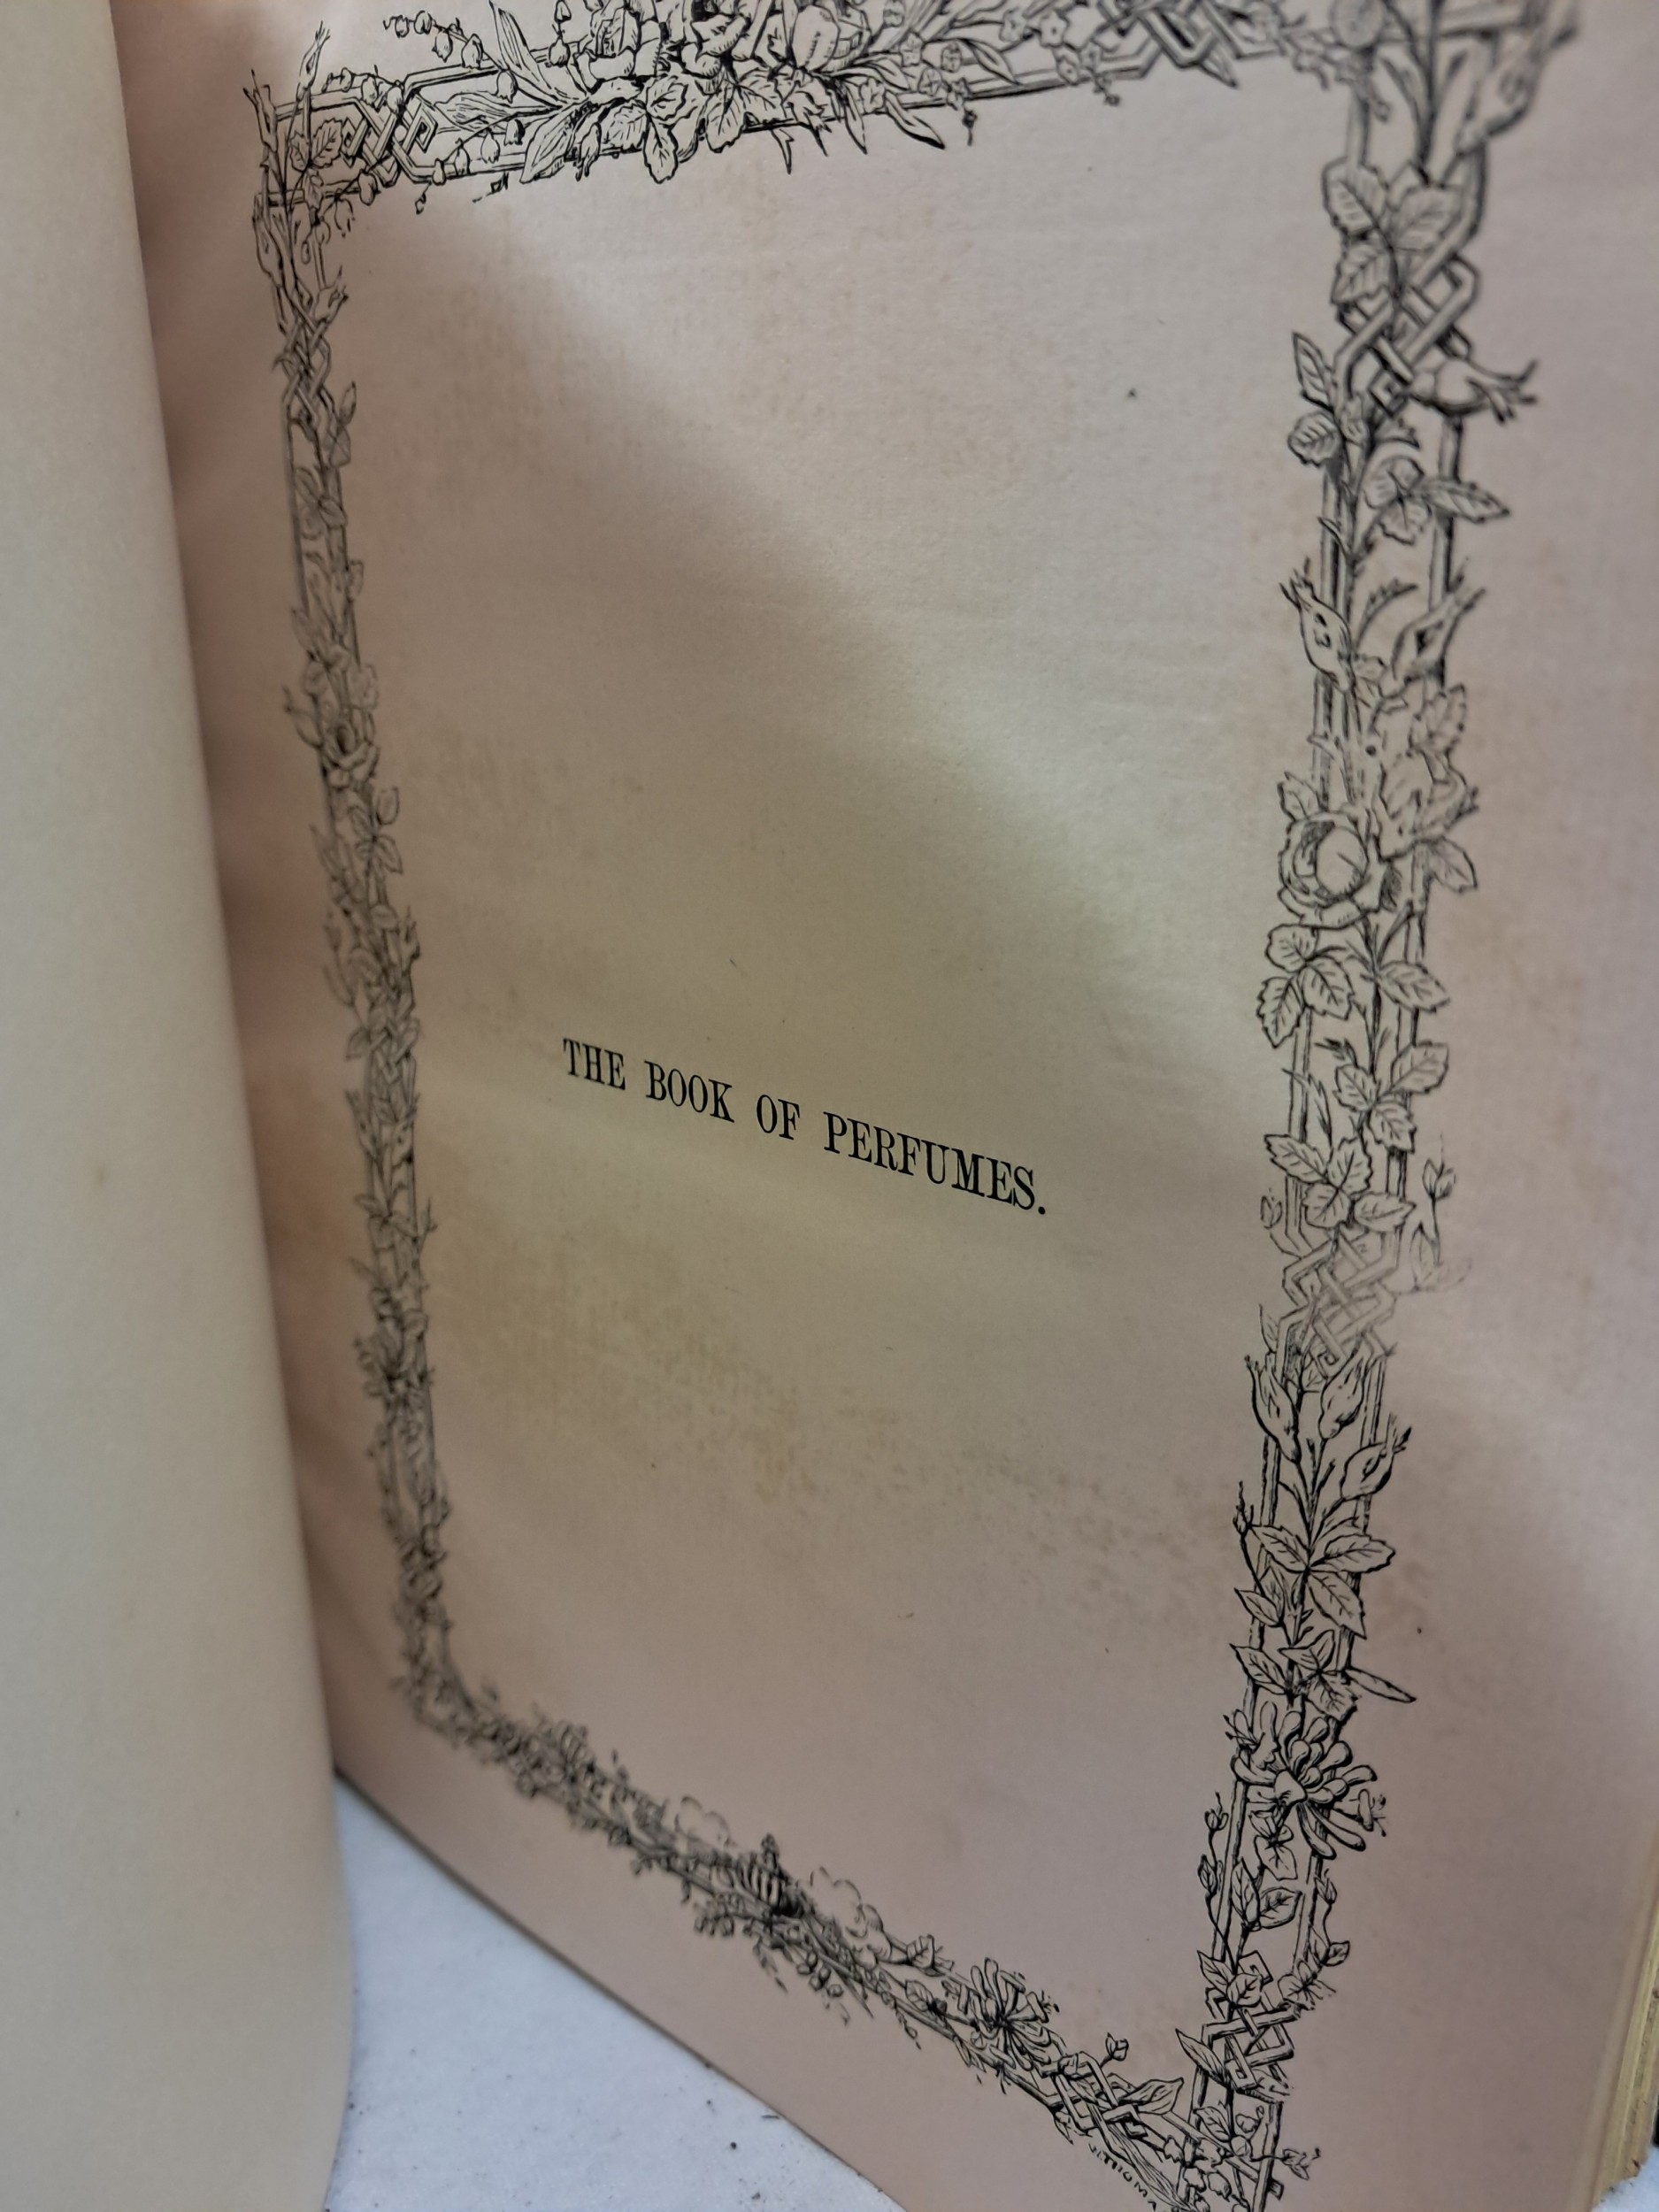 THE BOOK OF PERFUMES.